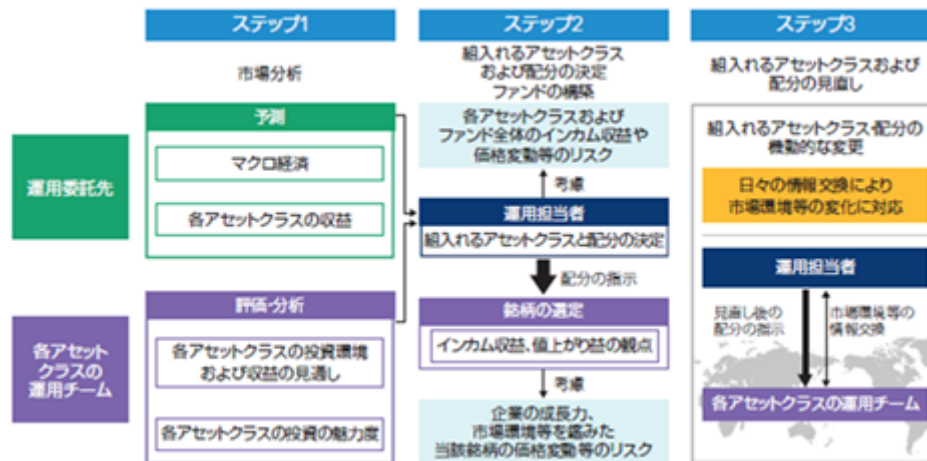 ステップ1
市場分析
運用委託先
予測
マクロ経済
各アセットクラスの収益
各アセット
クラスの
運用チーム
評価・分析
各アセットクラスの投資環境
および収益の見通し
各アセットクラスの投資の魅力度
ステップ2
組入れるアセットクラス
および配分の決定
ファンドの構築
各アセットクラスおよび
ファンド全体のインカム収益や
価格変動等のリスク
考慮
運用担当者
組入れるアセットクラスと配分の決定
配分の指示
銘柄の選定
インカム収益、値上がり益の観点
考慮
企業の成長力、
市場環境等を鑑みた
当該銘柄の価格変動等のリスク
ステップ3
組入れるアセットクラスおよび
配分の見直し
組入れるアセットクラス・配分の
機動的な変更
日々の情報交換により
市場環境等の変化に対応
運用担当者
見直し後の
配分の指示
市場環境等の
情報交換
各アセットクラスの運用チーム